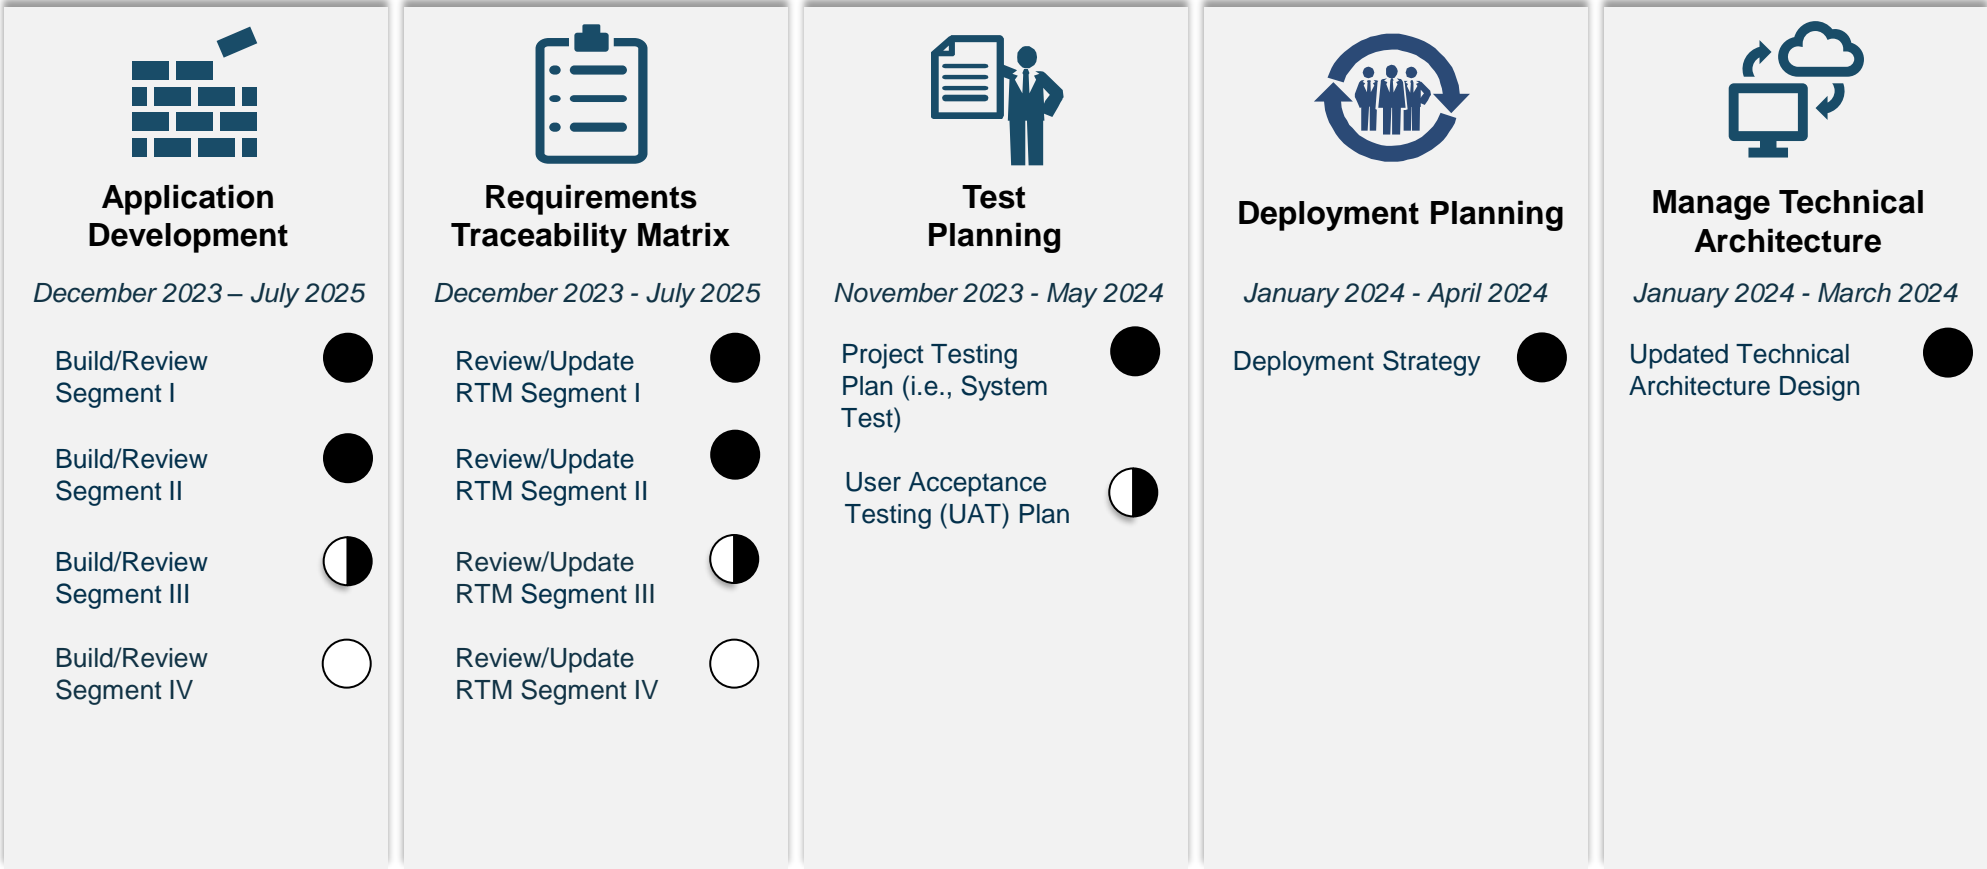 Application
Development
December 2023 – July 2025
Build/Review
Segment I
Build/Review
Segment II
Build/Review
Segment III
Build/Review
Segment IV
Requirements
Traceability Matrix
December 2023 - July 2025
Review/Update
RTM Segment I
Review/Update
RTM Segment II
Review/Update
RTM Segment III
Review/Update
RTM Segment IV
Test
Planning
November 2023 - May 2024
Project Testing
Plan (i.e., System
Test)
User Acceptance
Testing (UAT) Plan
Deployment Planning
January 2024 - April 2024
Deployment Strategy
Manage Technical
Architecture
January 2024 - March 2024
Updated Technical
Architecture Design